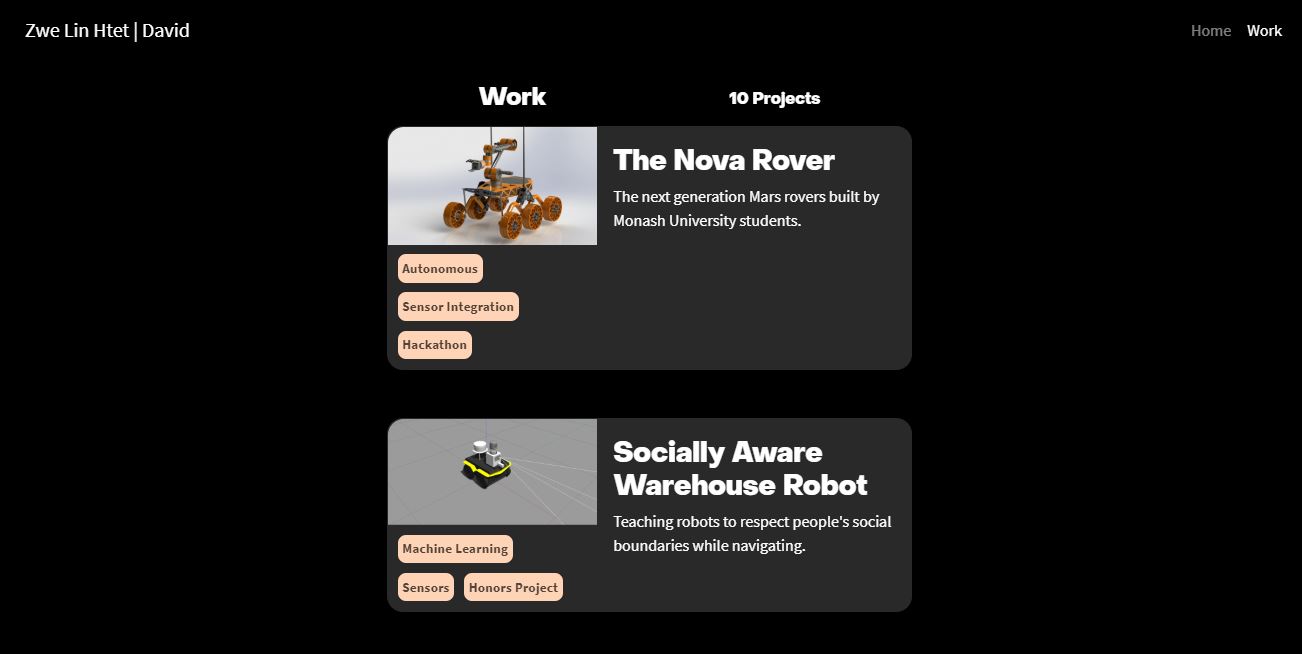 Zwe Lin Htet | David
Home Work
Work
10 Projects
The Nova Rover
The next generation Mars rovers built by
Monash University students.
Autonomous
Sensor Integration
Hackathon
Socially Aware
Warehouse Robot
Teaching robots to respect people's social
boundaries while navigating.
Machine Learning
Sensors Honors Project